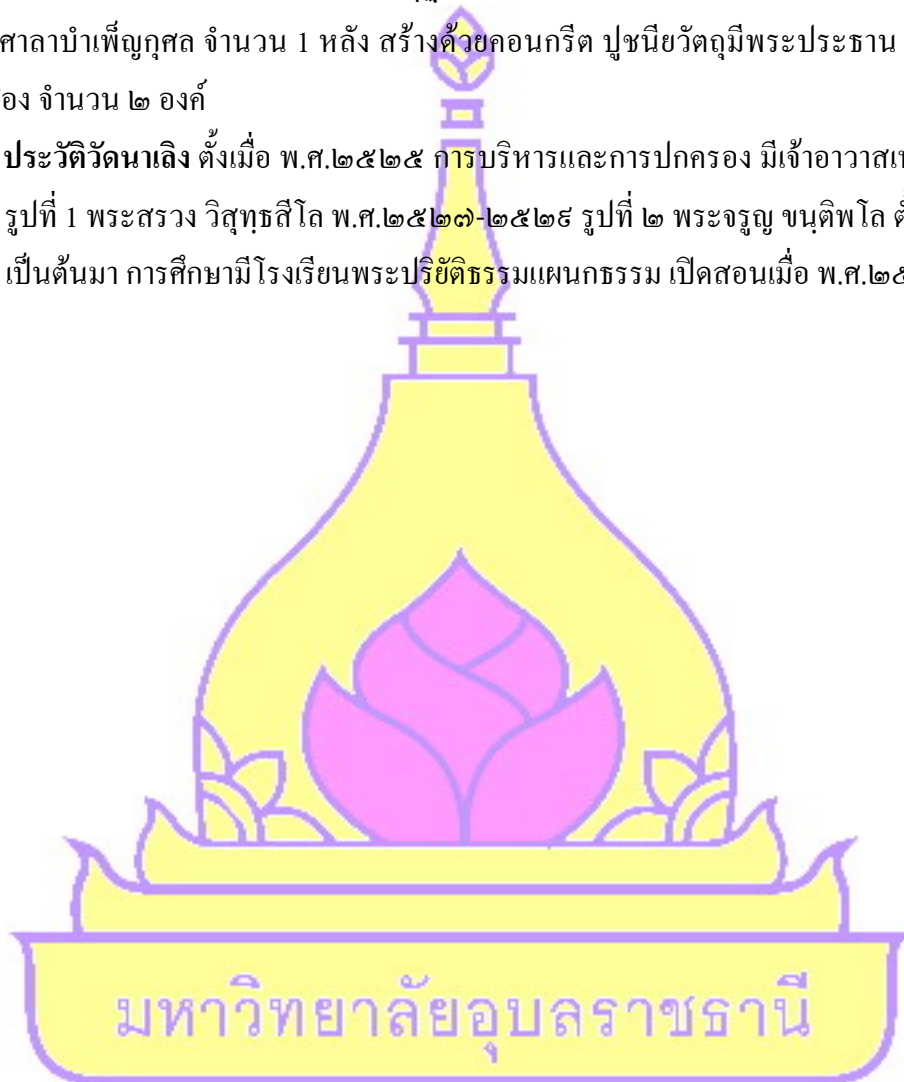 ศาลาบำเพ็ญกุศล จำนวน 1 หลัง สร้างด้วยคอนกรีต ปูชนียวัตถุมีพระประธาน
จำนวน ๒ องค์
ประวัติวัดนาเลิง ตั้งเมื่อ พ.ศ.๒๕๒๕ การบริหารและการปกครอง มีเจ้าอาวาส
รูปที่ 1 พระสรวง วิสุทฺธสีโล พ.ศ.๒๕๒๗-๒๕๒๙ รูปที่ ๒ พระจรูญ ขนฺติพโล
เป็นต้นมา การศึกษามีโรงเรียนพระปริยัติธรรมแผนกธรรม เปิดสอนเมื่อ พ.ศ.
มหาวิทยาลัยอุบลราชธานี